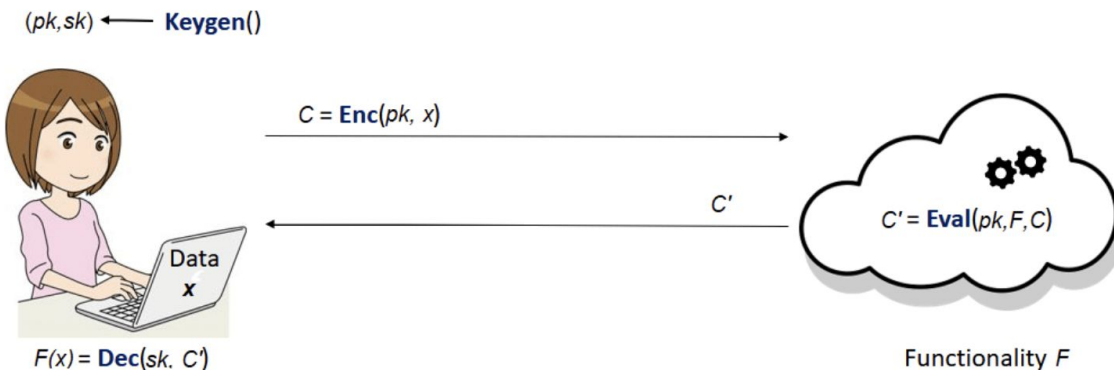 (pk,sk) Keygen()
C = Enc(pk, x)
C'
C' = Eval(pk,F,C)
Data
x
F(x) = Dec(sk, C')
Functionality F